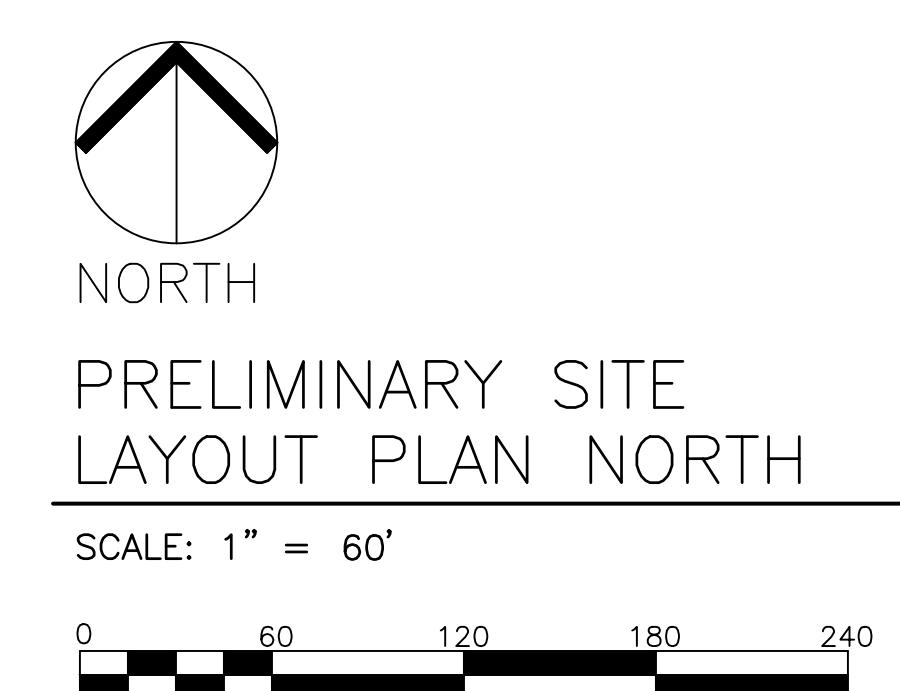 NORTH
PRELIMINARY SITE
LAYOUT PLAN NORTH
SCALE: 1” = 60’
0 60 120 180 240